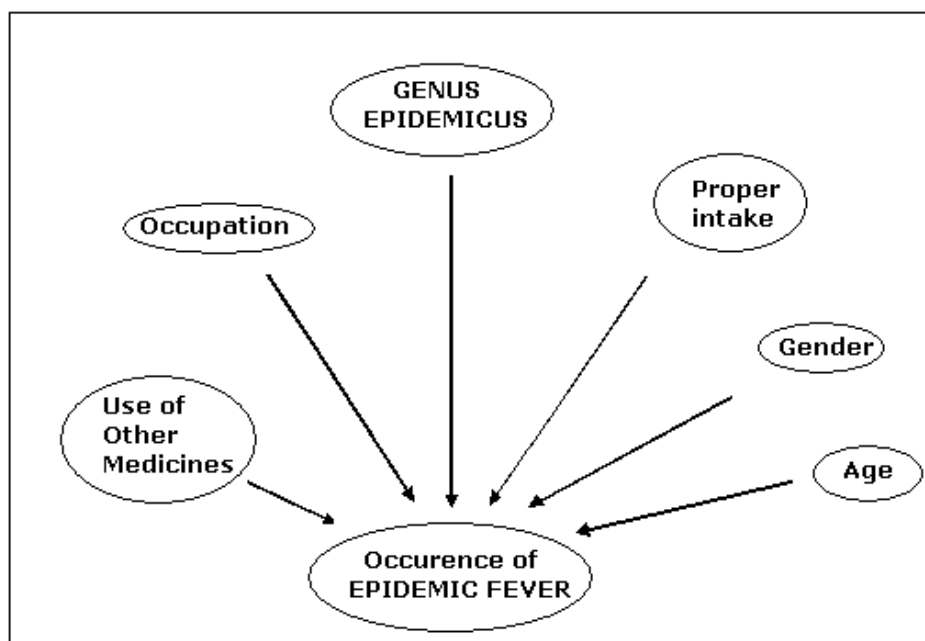 GENUS
EPIDEMICUS
Proper
intake
Occupation
Gender
Use of
Other
Medicines
Age
Occurence of
EPIDEMIC FEVER